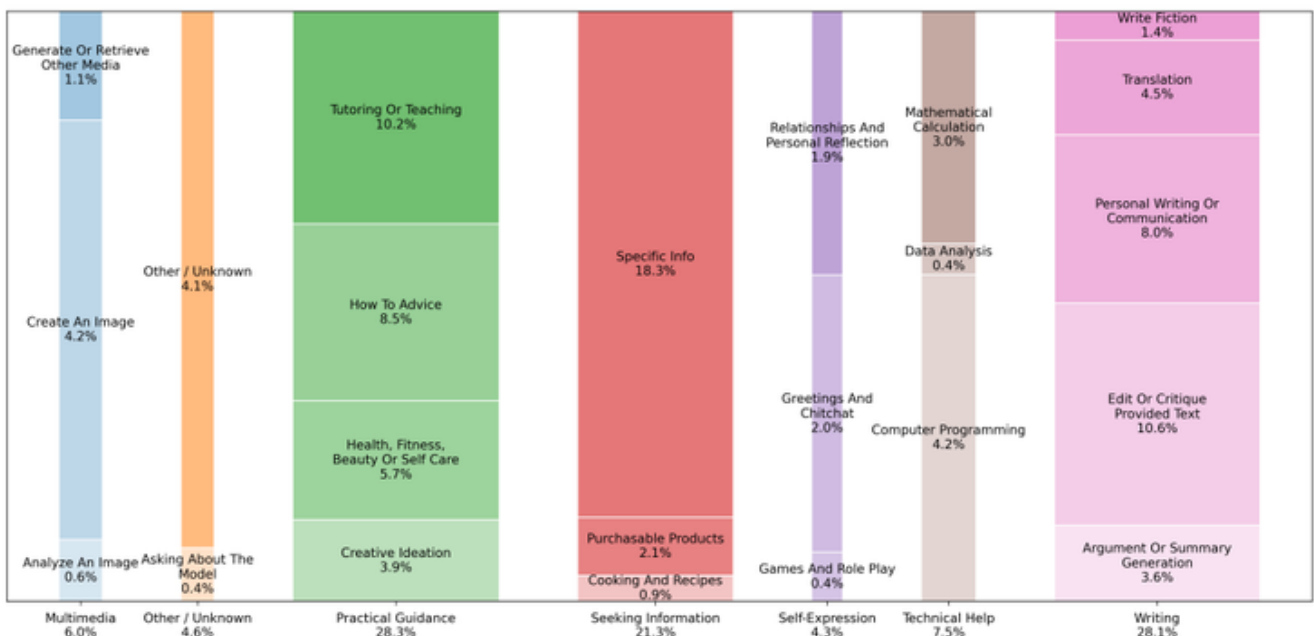 Generate Or Retrieve
Other Media
1.1%
Create An Image
4.2%
Analyze An Image
0.6%
Multimedia
6.0%
Other / Unknown
4.1%
Asking About The
Model
0.4%
Other / Unknown
4.6%
Tutoring Or Teaching
10.2%
How To Advice
8.5%
Health, Fitness,
Beauty Or Self Care
5.7%
Creative Ideation
3.9%
Practical Guidance
28.3%
Specific Info
18.3%
Purchasable Products
2.1%
Cooking And Recipes
0.9%
Seeking Information
21.3%
Relationships And
Personal Reflection
1.9%
Greetings And
Chitchat
2.0%
Games And Role Play
0.4%
Self-Expression
4.3%
Mathematical
Calculation
3.0%
Data Analysis
0.4%
Computer Programming
4.2%
Technical Help
7.5%
Write Fiction
1.4%
Translation
4.5%
Personal Writing Or
Communication
8.0%
Edit Or Critique
Provided Text
10.6%
Argument Or Summary
Generation
3.6%
Writing
28.1%